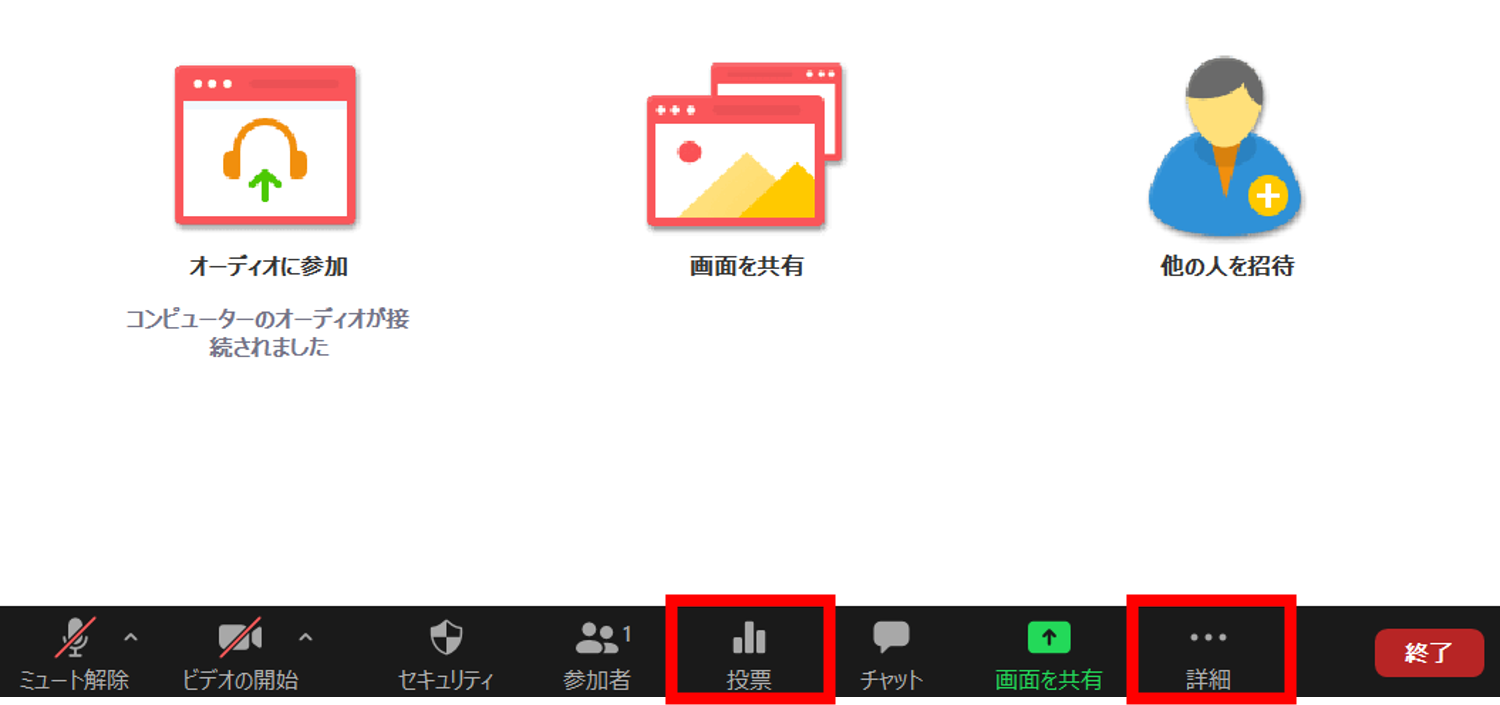 オーディオに参加
画面を共有
他の人を招待
コンピューターのオーディオが接
続されました
1
ミュート解除
ビデオの開始
セキュリティ
参加者
投票
チャット
画面を共有
詳細
終了